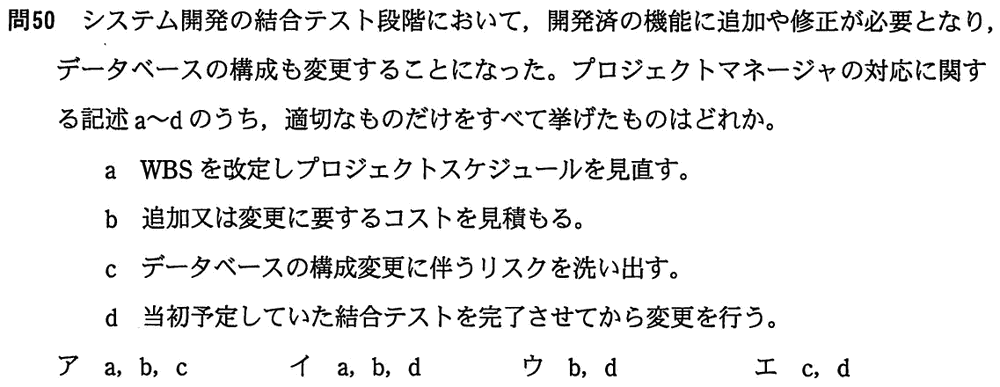 問50 システム開発の結合テスト段階において，開発済の機能に追加や修正が必要となり，
データベースの構成も変更することになった。プロジェクトマネージャの対応に関す
る記述 a～d のうち，適切なものだけをすべて挙げたものはどれか。
a WBS を改定しプロジェクトスケジュールを見直す。
b 追加又は変更に要するコストを見積もる。
c データベースの構成変更に伴うリスクを洗い出す。
d 当初予定していた結合テストを完了させてから変更を行う。
ア a，b，c イ a，b，d ウ b，d エ c，d